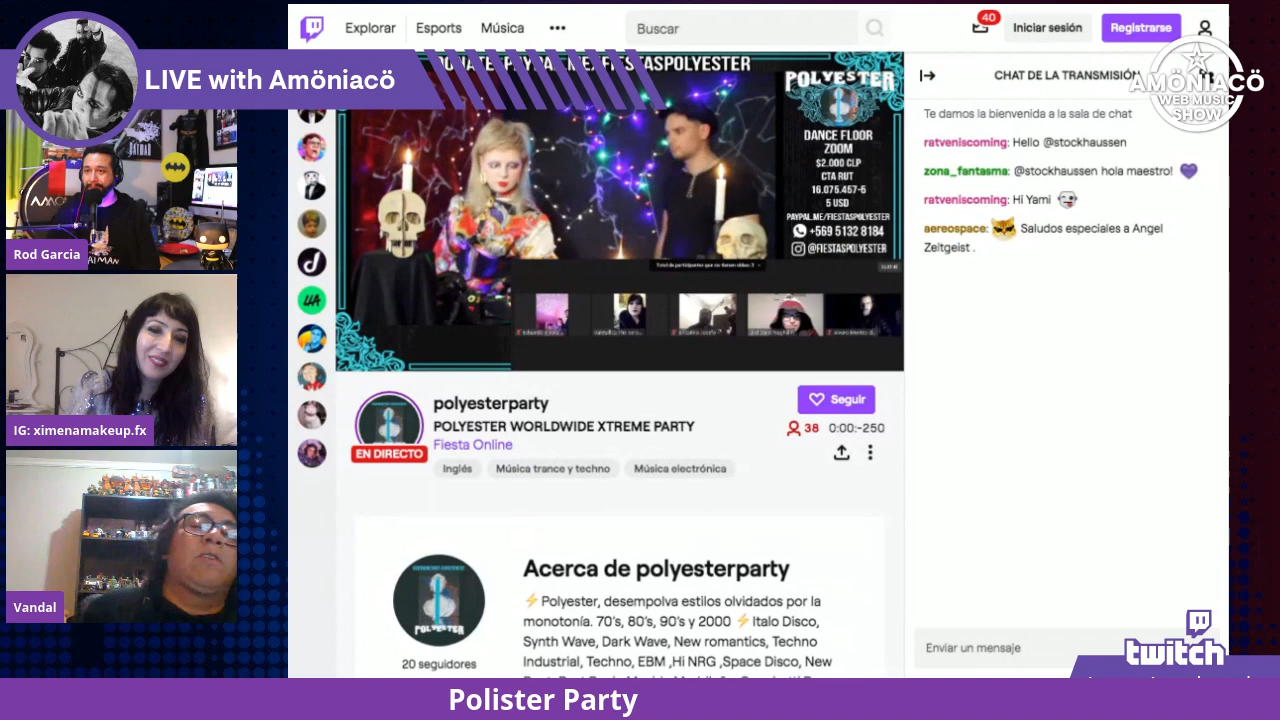 LIVE with Amöniacö
Rod Garcia
IG: ximenamakeup.fx
Vandal
Explorar
Esports
Música
Buscar
40
Iniciar sesión
Registrarse
POLYESTER
DANCE FLOOR
ZOOM
$2.000 CLP
CTA RUT
16.075.457-6
5 USD
PAYPAL.ME/FIESTASPOLYESTER
+569 5132 8184
@FIESTASPOLYESTER
polyesterparty
POLYESTER WORLDWIDE XTREME PARTY
Fiesta Online
EN DIRECTO
Inglés
Música trance y techno
Música electrónica
Seguir
38
0:00:-250
Acerca de polyesterparty
⚡Polyester, desempolva estilos olvidados por la
monotonía. 70's, 80's, 90's y 2000 ⚡Italo Disco,
Synth Wave, Dark Wave, New romantics, Techno
Industrial, Techno, EBM ,Hi NRG ,Space Disco, New
20 seguidores
CHAT DE LA TRANSMISIÓN
AMÖNIACÖ
WEB MUSIC
SHOW
Te damos la bienvenida a la sala de chat
ratveniscoming: Hello @stockhaussen
zona_fantasma: @stockhaussen hola maestro! 💜
ratveniscoming: Hi Yami 👻
aereospace: Saludos especiales a Angel
Zeitgeist .
Enviar un mensaje
twitch
Polister Party